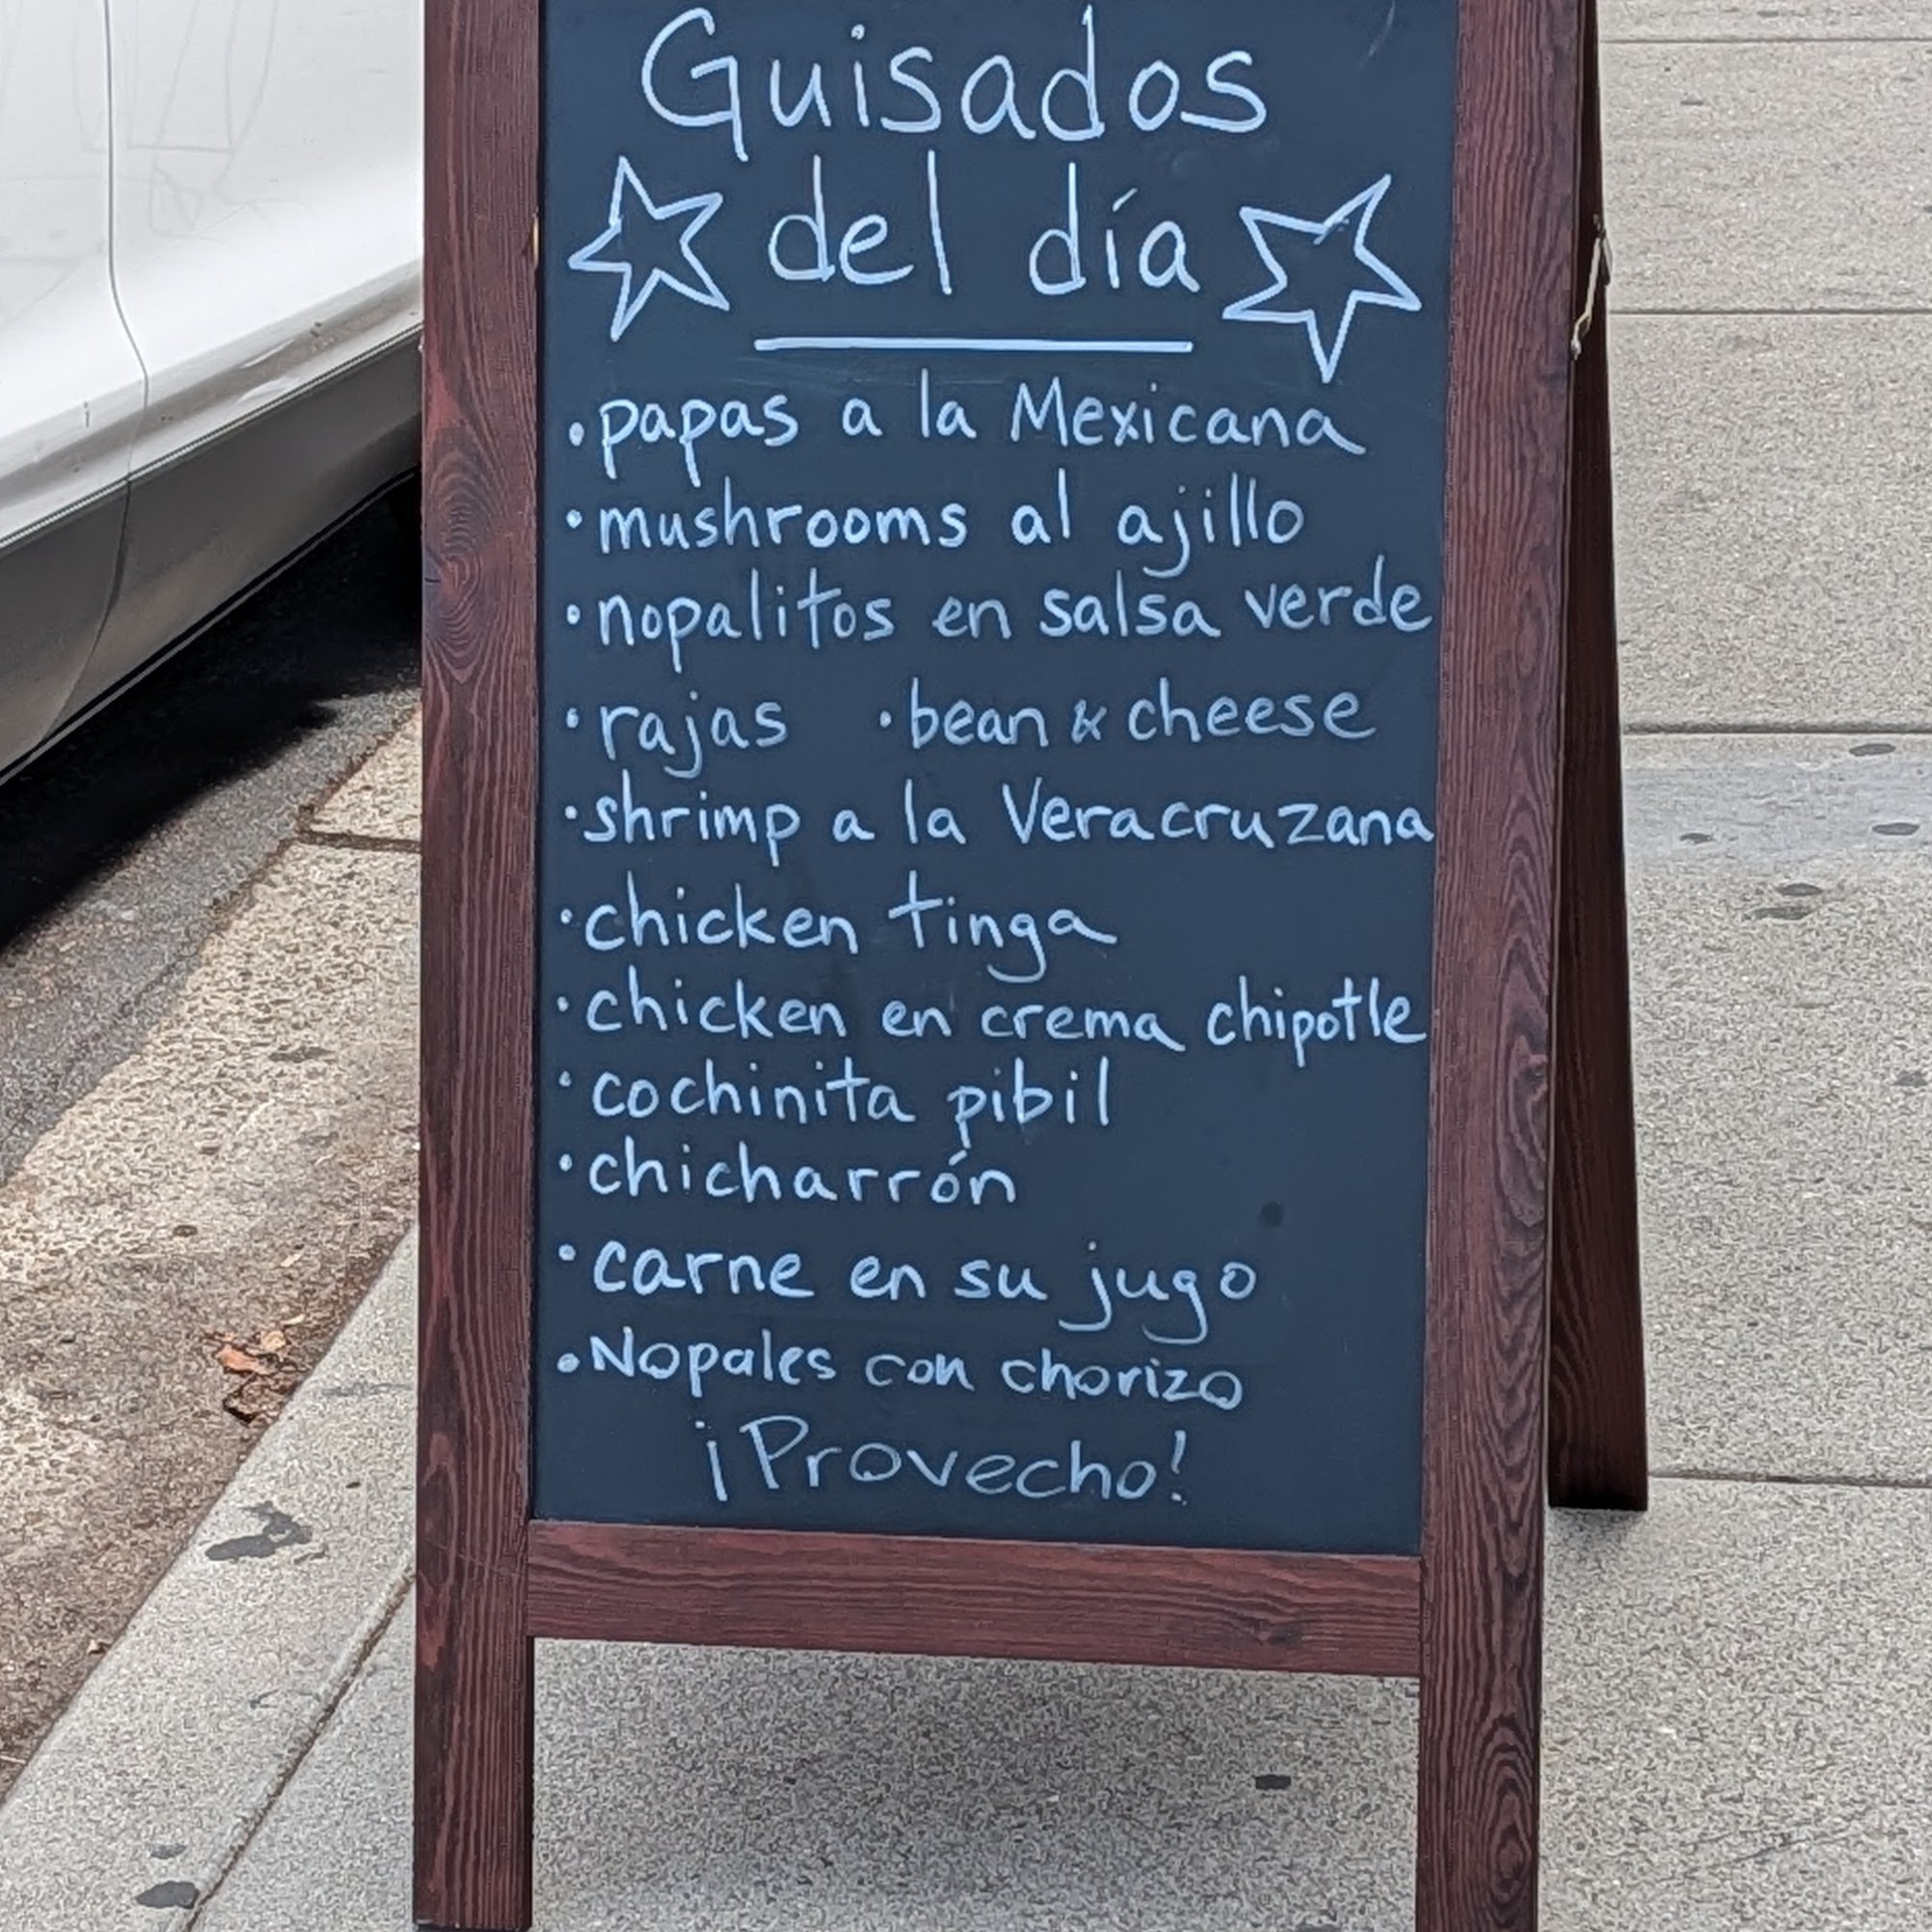 Guisados
del día
•papas a la Mexicana
•mushrooms al ajillo
•nopalitos en salsa verde
•rajas •bean & cheese
•shrimp a la Veracruzana
•chicken tinga
•chicken en crema chipotle
•cochinita pibil
•chicharrón
•carne en su jugo
•Nopales con chorizo
¡Provecho!